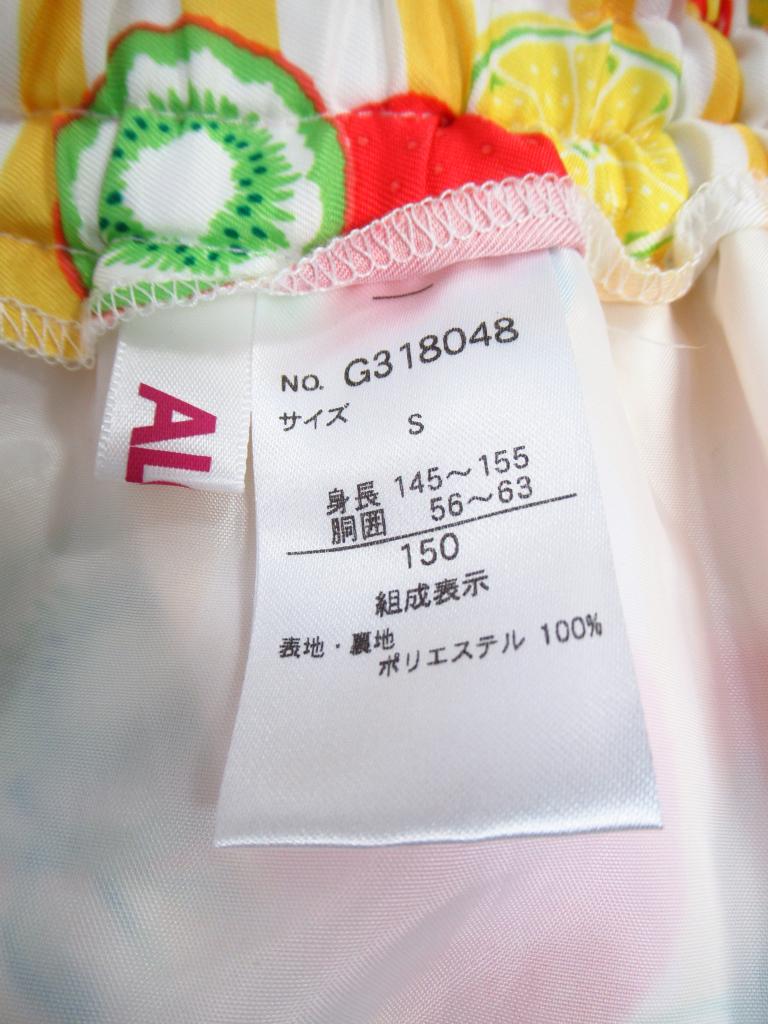 No. G318048
サイズ S
身長 145～155
胴囲 56～63
150
組成表示
表地・裏地
ポリエステル 100%